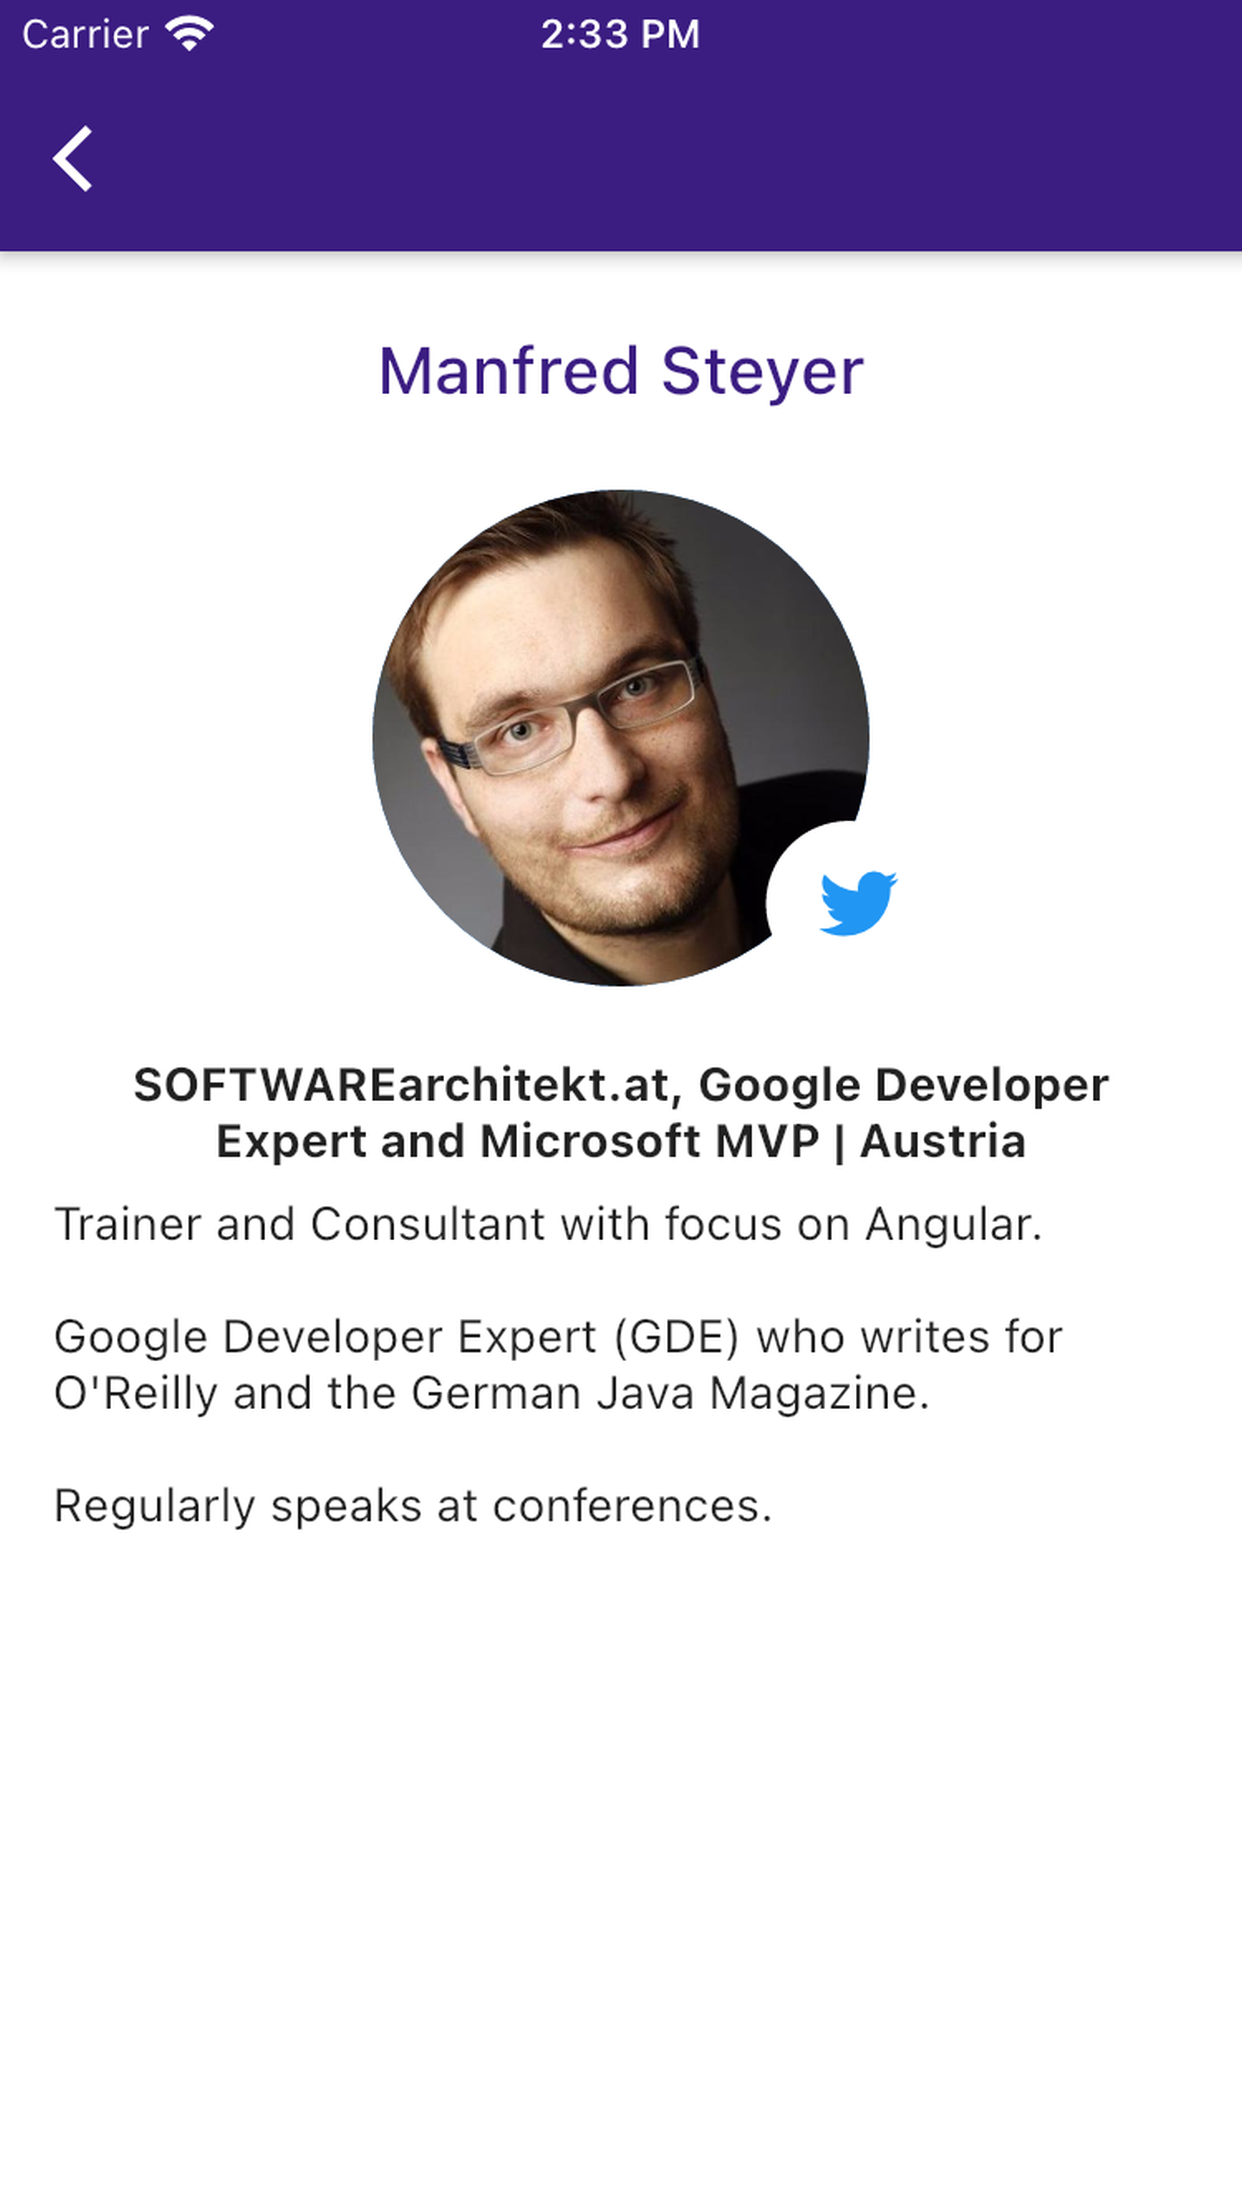 Carrier 2:33 PM
Manfred Steyer
SOFTWAREarchitekt.at, Google Developer
Expert and Microsoft MVP | Austria
Trainer and Consultant with focus on Angular.
Google Developer Expert (GDE) who writes for
O'Reilly and the German Java Magazine.
Regularly speaks at conferences.